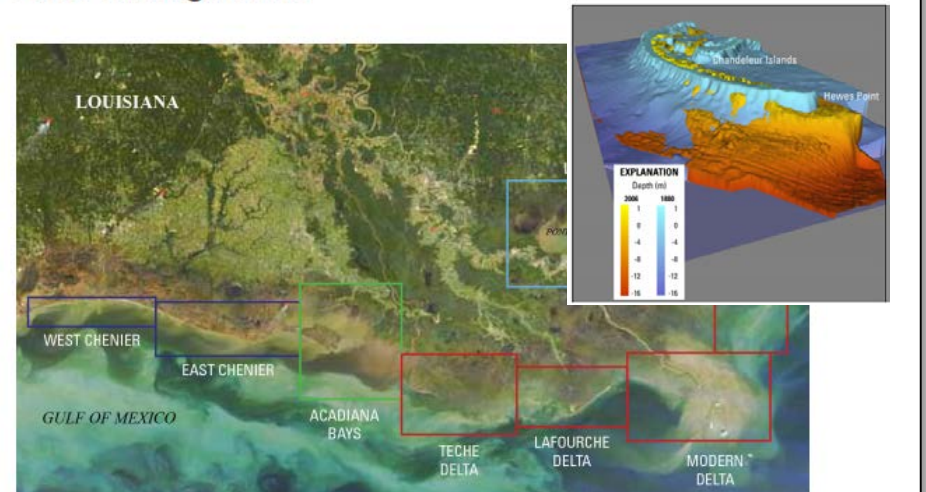 LOUISIANA
WEST CHENIER
EAST CHENIER
GULF OF MEXICO
ACADIANA
BAYS
TECHE
DELTA
LAFOURCHE
DELTA
MODERN
DELTA
Chandeleur Islands
Hewes Point
EXPLANATION
Depth (m)
2006 1880
1 1
0 0
-4 -4
-8 -8
-12 -12
-16 -16